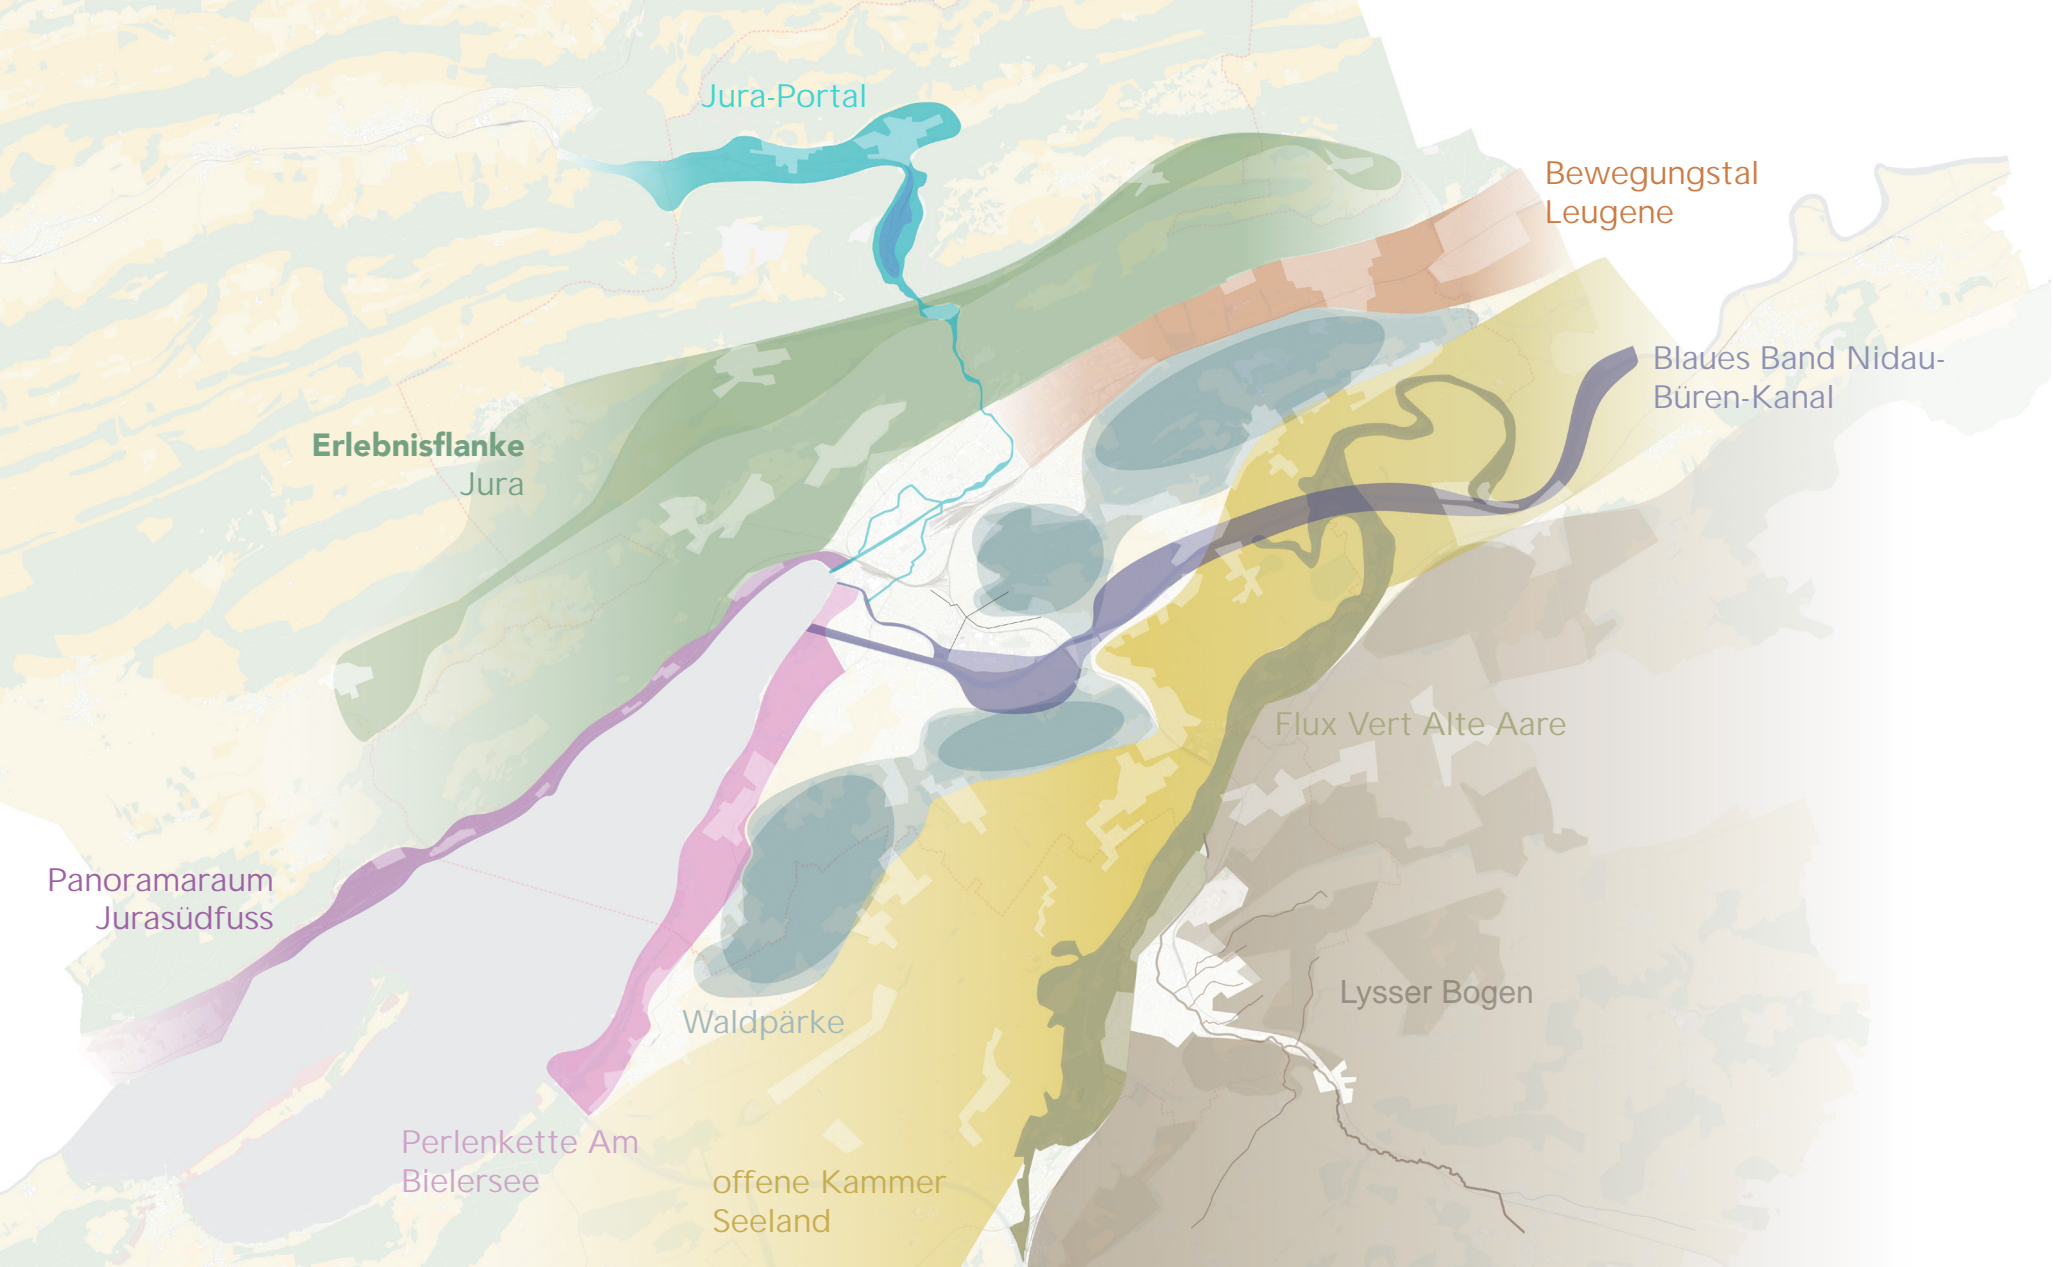 Jura-Portal
Bewegungstal
Leugene
Blaues Band Nidau-
Büren-Kanal
Erlebnisflanke
Jura
Flux Vert Alte Aare
Panoramaraum
Jurasüdfuss
Lysser Bogen
Waldpärke
Perlenkette Am
Bielersee
offene Kammer
Seeland